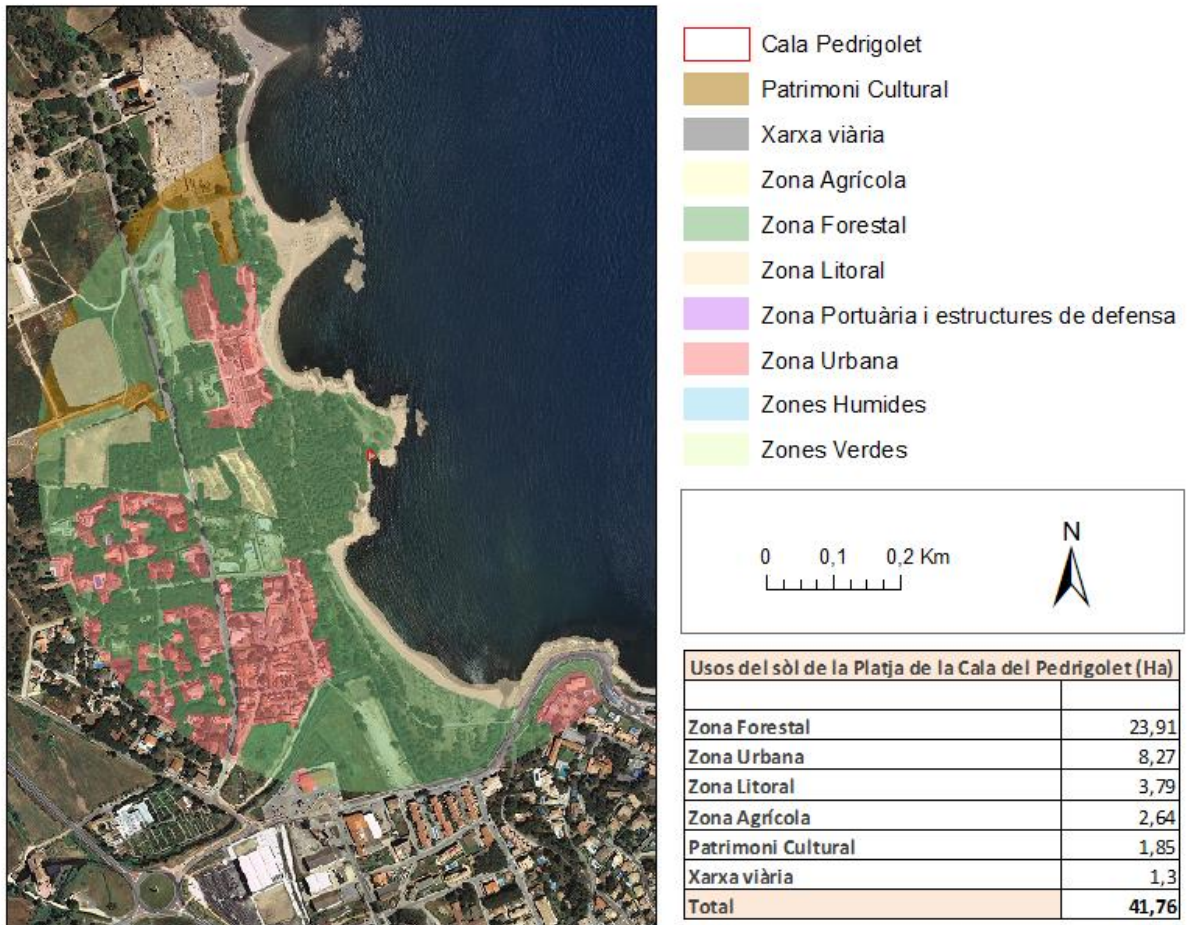 Cala Pedrigolet
Patrimoni Cultural
Xarxa viària
Zona Agrícola
Zona Forestal
Zona Litoral
Zona Portuària i estructures de defensa
Zona Urbana
Zones Humides
Zones Verdes
0 0,1 0,2 Km
N
Usos del sòl de la Platja de la Cala del Pedrigolet (Ha)
Zona Forestal 23,91
Zona Urbana 8,27
Zona Litoral 3,79
Zona Agrícola 2,64
Patrimoni Cultural 1,85
Xarxa viària 1,3
Total 41,76